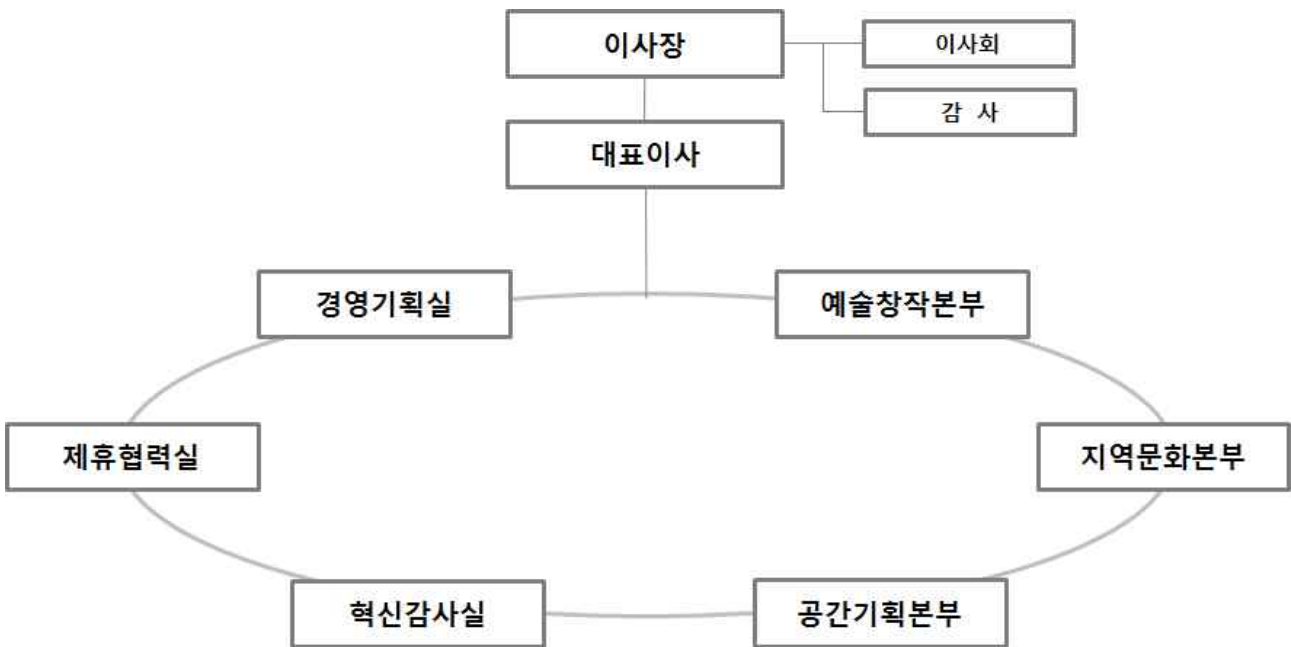 이사장
이사회
감 사
대표이사
경영기획실
예술창작본부
제휴협력실
지역문화본부
혁신감사실
공간기획본부